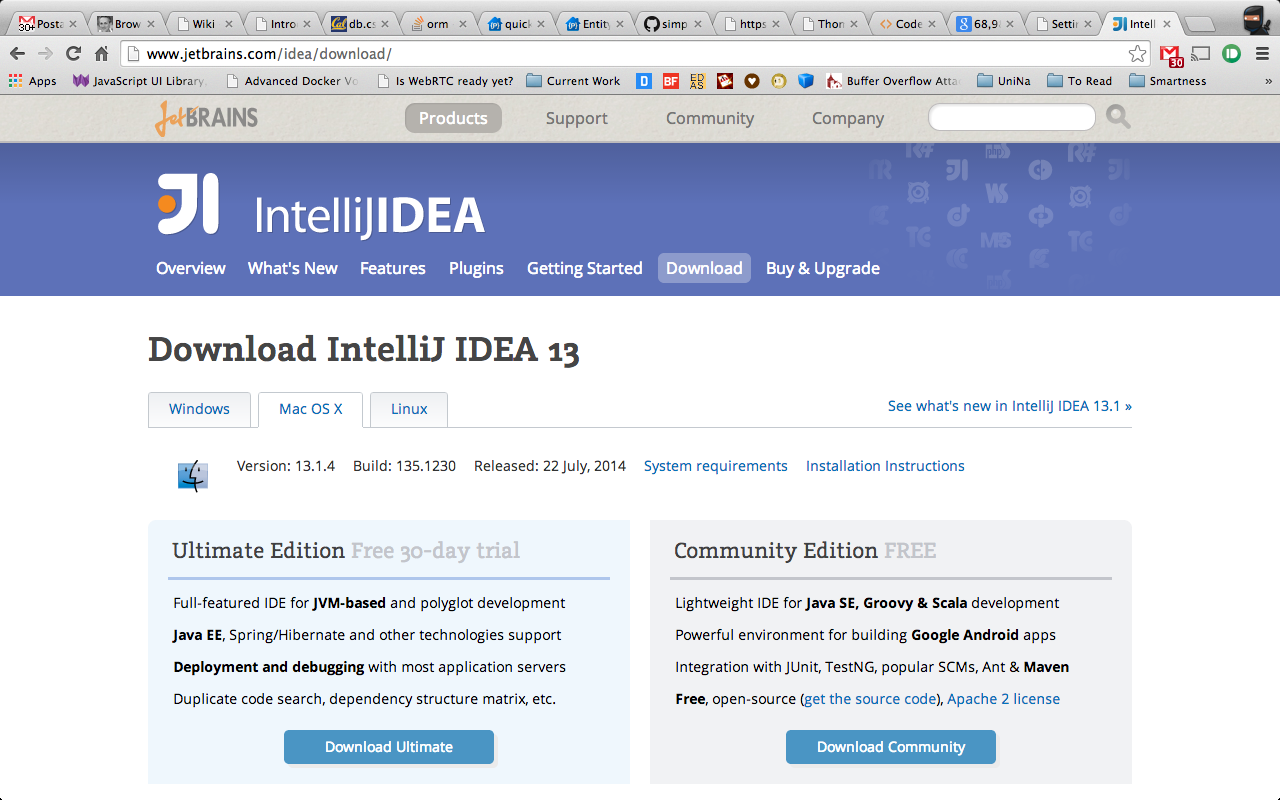 Posta Brow Wiki Intro db.cs orm quick Entity simp https Thon Code 68,9 Settin Intell
www.jetbrains.com/idea/download/
30
Apps JavaScript UI Library Advanced Docker Vo Is WebRTC ready yet? Current Work D BF ED AS Buffer Overflow Atta UniNa To Read Smartness »
JetBRAINS Products Support Community Company
IntelliJIDEA
Overview What's New Features Plugins Getting Started Download Buy & Upgrade
Download IntelliJ IDEA 13
Windows Mac OS X Linux See what's new in IntelliJ IDEA 13.1 »
Version: 13.1.4 Build: 135.1230 Released: 22 July, 2014 System requirements Installation Instructions
Ultimate Edition Free 30-day trial
Full-featured IDE for JVM-based and polyglot development
Java EE, Spring/Hibernate and other technologies support
Deployment and debugging with most application servers
Duplicate code search, dependency structure matrix, etc.
Download Ultimate
Community Edition FREE
Lightweight IDE for Java SE, Groovy & Scala development
Powerful environment for building Google Android apps
Integration with JUnit, TestNG, popular SCMs, Ant & Maven
Free, open-source (get the source code), Apache 2 license
Download Community